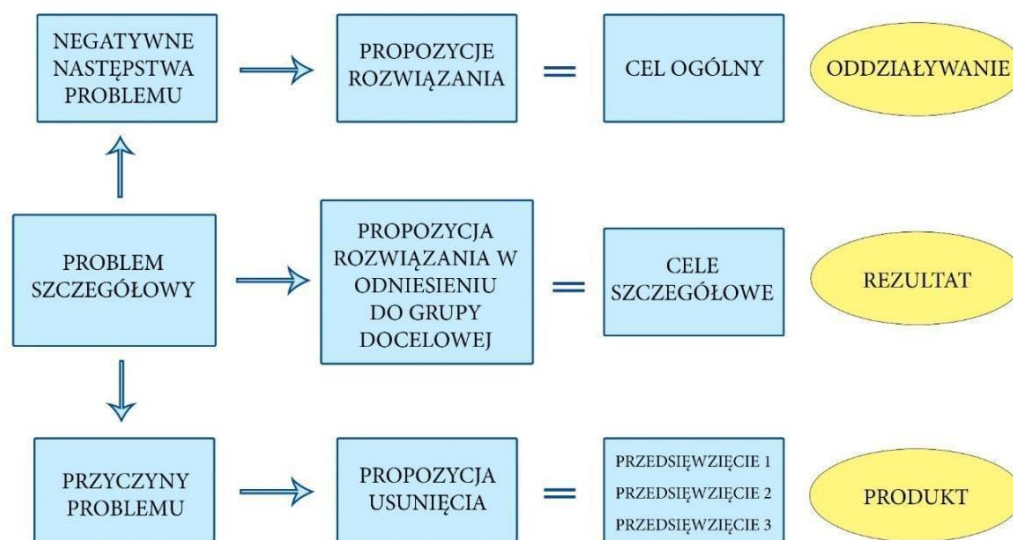 NEGATYWNE
NASTĘPSTWA
PROBLEMU
PROPOZYCJE
ROZWIĄZANIA
=
CEL OGÓLNY
ODDZIAŁYWANIE
PROBLEM
SZCZEGÓŁOWY
PROPOZYCJA
ROZWIĄZANIA W
ODNIESIENIU
DO GRUPY
DOCELOWEJ
=
CELE
SZCZEGÓŁOWE
REZULTAT
PRZYCZYNY
PROBLEMU
PROPOZYCJA
USUNIĘCIA
=
PRZEDSIĘWZIĘCIE 1
PRZEDSIĘWZIĘCIE 2
PRZEDSIĘWZIĘCIE 3
PRODUKT